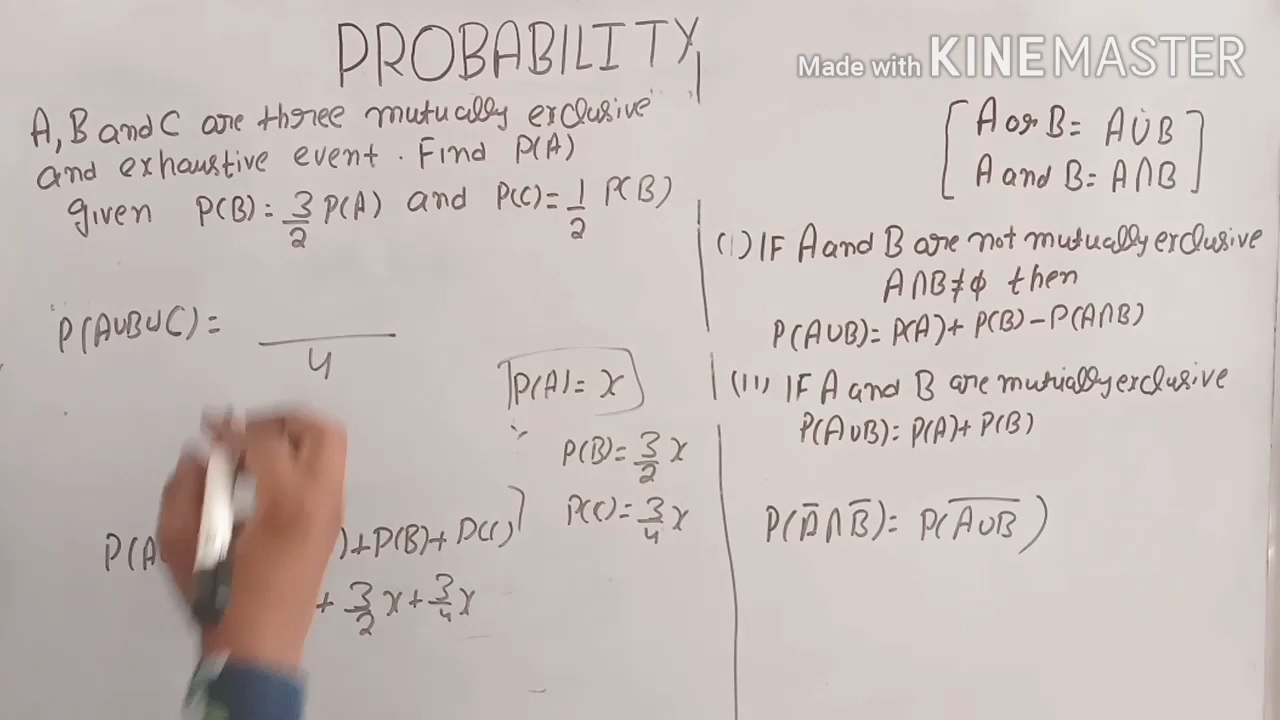 PROBABILITY
Made with KINEMASTER
A, B and C are three mutually exclusive
and exhaustive event. Find P(A)
given P(B) = 3/2 P(A) and P(C) = 1/2 P(B)
P(A∪B∪C) =
4
P(A) = x
P(B) = 3/2 x
P(C) = 3/4 x
P(A )+P(B)+P(C)
+ 3/2 x + 3/4 x
A or B = A∪B
A and B = A∩B
(i) IF A and B are not mutually exclusive
A∩B≠ϕ then
P(A∪B) = P(A)+P(B)-P(A∩B)
(ii) IF A and B are mutually exclusive
P(A∪B) = P(A)+P(B)
P(A̅∩B̅) = P(A̅∪̅B̅)